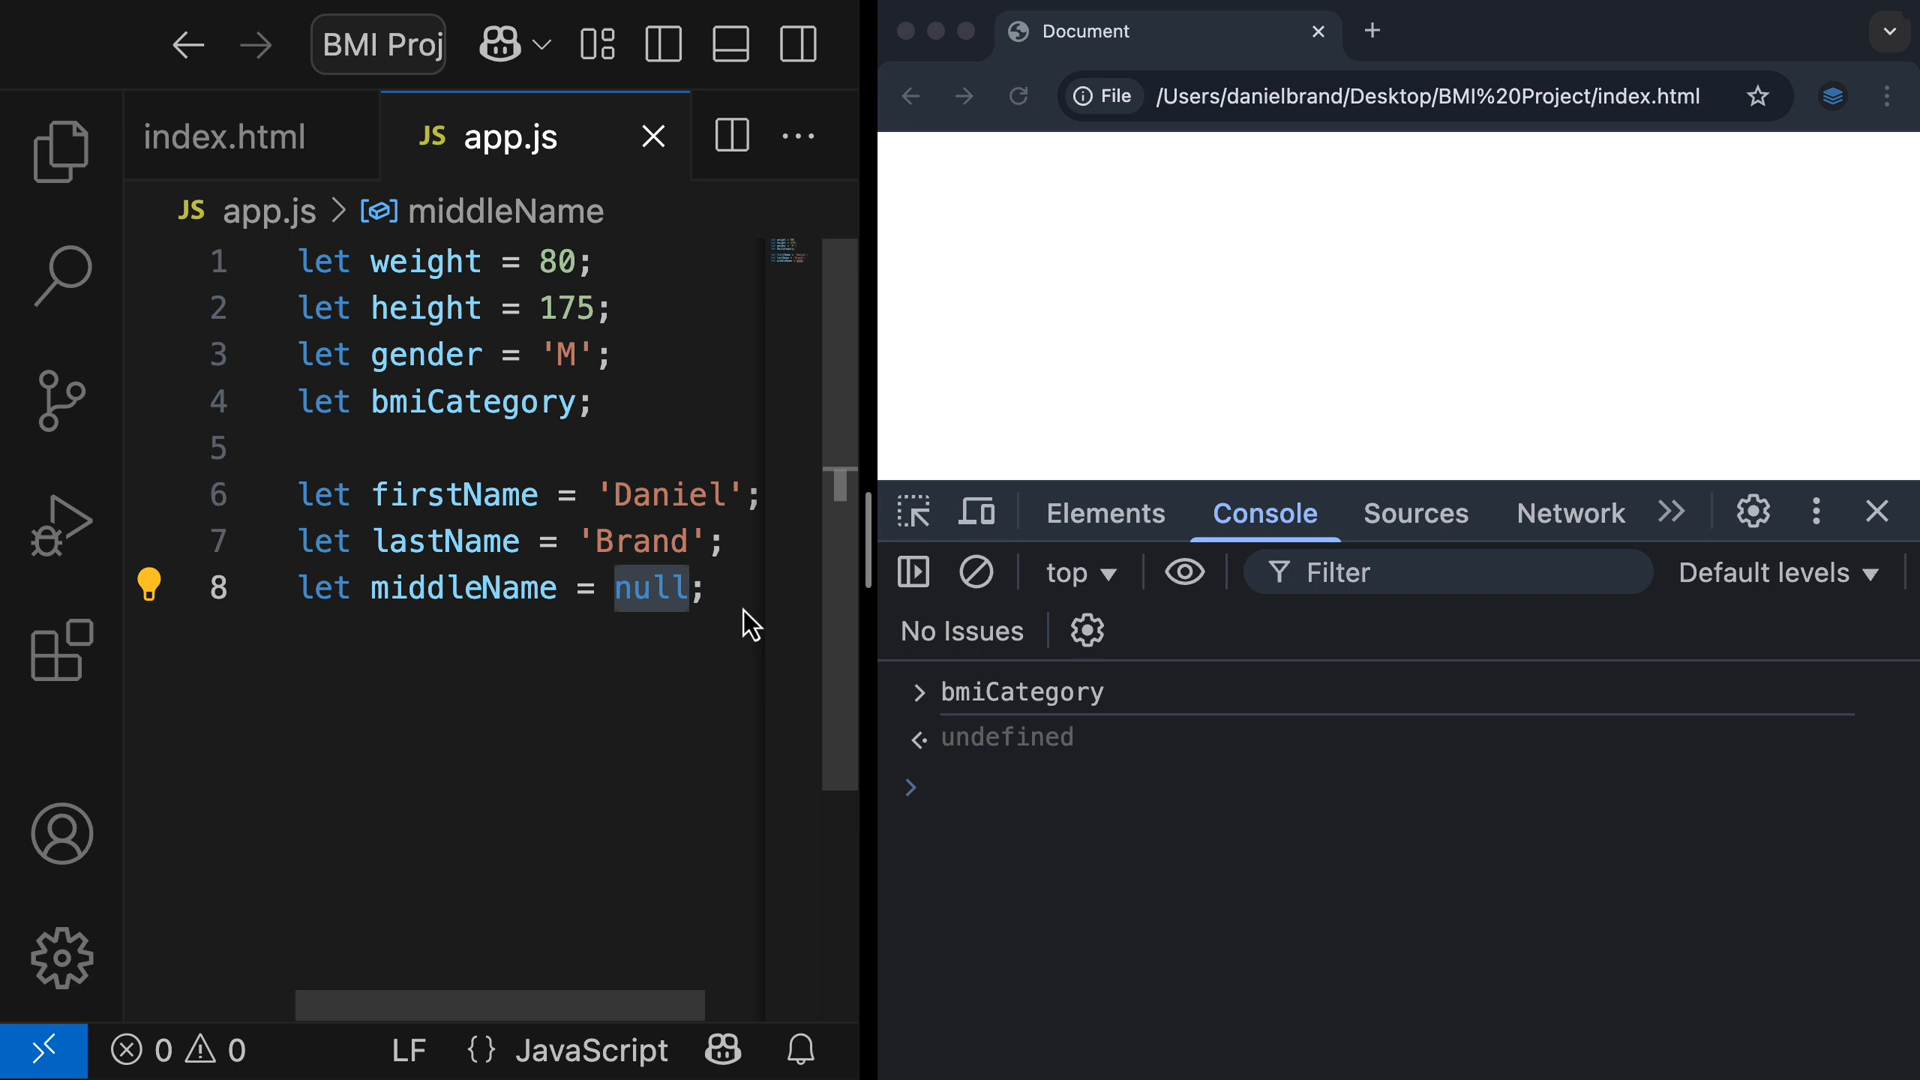 BMI Proj
index.html
JS app.js
JS app.js > middleName
1 let weight = 80;
2 let height = 175;
3 let gender = 'M';
4 let bmiCategory;
5
6 let firstName = 'Daniel';
7 let lastName = 'Brand';
8 let middleName = null;
0 0
LF
{} JavaScript
Document
File
/Users/danielbrand/Desktop/BMI%20Project/index.html
Elements
Console
Sources
Network
top
Filter
Default levels
No Issues
> bmiCategory
undefined
>